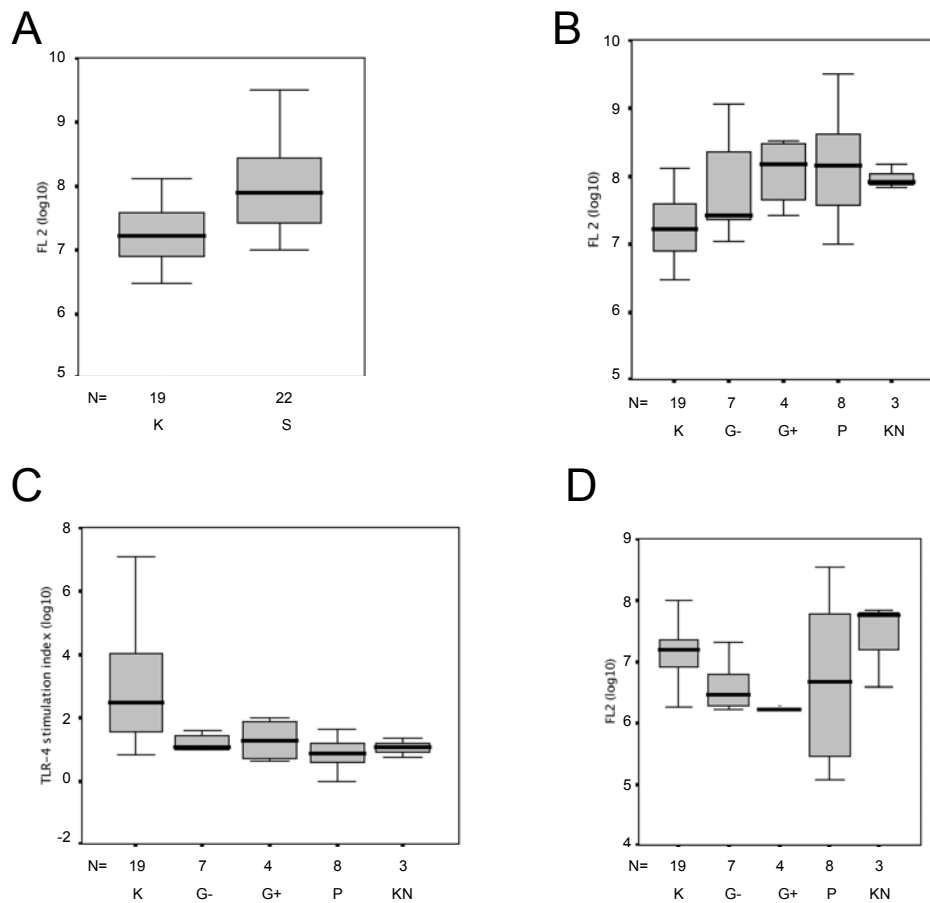 A
10
9
8
7
6
5
FL 2 (log10)
N= 19 22
K S
B
10
9
8
7
6
5
FL 2 (log10)
N= 19 7 4 8 3
K G- G+ P KN
C
8
6
4
2
0
-2
TLR-4 stimulation index (log10)
N= 19 7 4 8 3
K G- G+ P KN
D
9
8
7
6
5
4
FL2 (log10)
N= 19 7 4 8 3
K G- G+ P KN